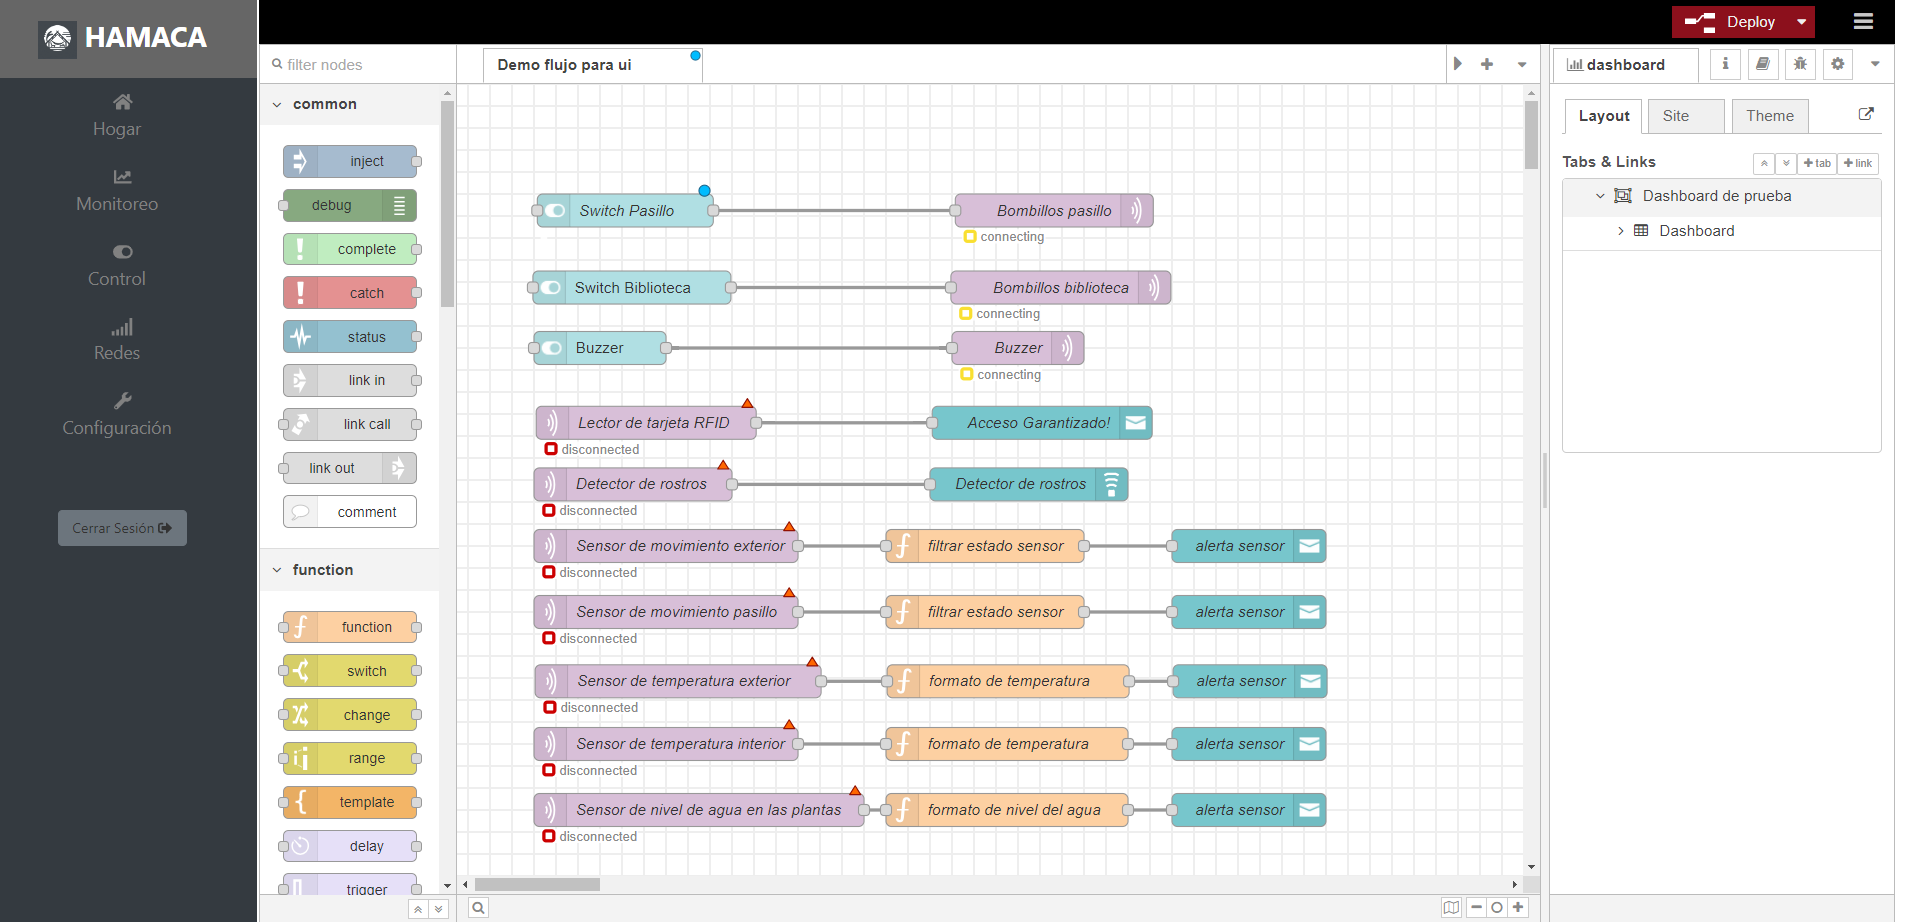 HAMACA
Hogar
Monitoreo
Control
Redes
Configuración
Cerrar Sesión
Deploy
filter nodes
common
inject
debug
complete
catch
status
link in
link call
link out
comment
function
function
switch
change
range
template
delay
trigger
Demo flujo para ui
Switch Pasillo
Bombillos pasillo
connecting
Switch Biblioteca
Bombillos biblioteca
connecting
Buzzer
Buzzer
connecting
Lector de tarjeta RFID
Acceso Garantizado!
disconnected
Detector de rostros
Detector de rostros
disconnected
Sensor de movimiento exterior
filtrar estado sensor
alerta sensor
disconnected
Sensor de movimiento pasillo
filtrar estado sensor
alerta sensor
disconnected
Sensor de temperatura exterior
formato de temperatura
alerta sensor
disconnected
Sensor de temperatura interior
formato de temperatura
alerta sensor
disconnected
Sensor de nivel de agua en las plantas
formato de nivel del agua
alerta sensor
disconnected
dashboard
Layout
Site
Theme
Tabs & Links
+ tab
+ link
Dashboard de prueba
Dashboard